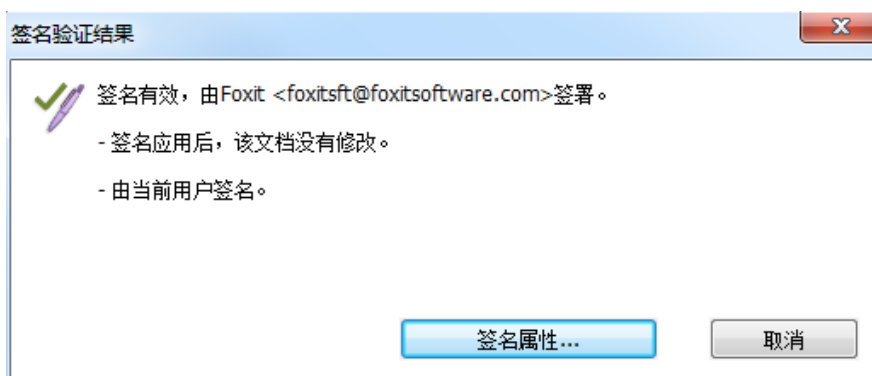 签名验证结果
签名有效，由Foxit <foxitsft@foxitsoftware.com>签署。
- 签名应用后，该文档没有修改。
- 由当前用户签名。
签名属性... 取消